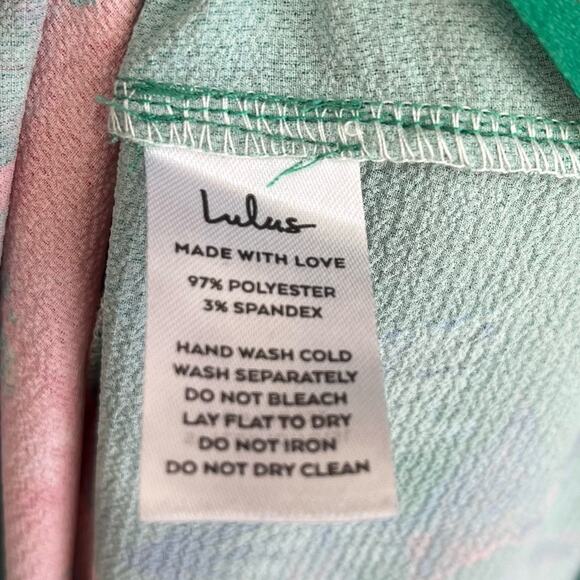 Lulus
MADE WITH LOVE
97% POLYESTER
3% SPANDEX
HAND WASH COLD
WASH SEPARATELY
DO NOT BLEACH
LAY FLAT TO DRY
DO NOT IRON
DO NOT DRY CLEAN